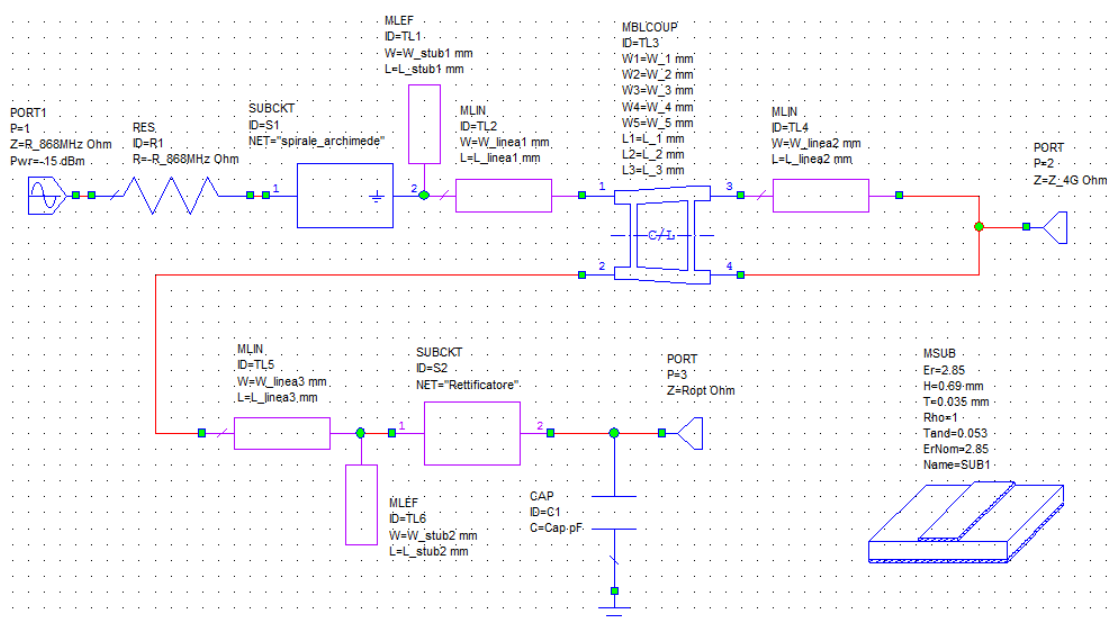 MLEF
ID=TL1
W=W_stub1 mm
L=L_stub1 mm
MBLCOUP
ID=TL3
W1=W_1 mm
W2=W_2 mm
W3=W_3 mm
W4=W_4 mm
W5=W_5 mm
L1=L_1 mm
L2=L_2 mm
L3=L_3 mm
PORT1
P=1
Z=R_868MHz Ohm
Pwr=-15 dBm
RES
ID=R1
R=-R_868MHz Ohm
SUBCKT
ID=S1
NET="spirale_archimede"
MLIN
ID=TL2
W=W_linea1 mm
L=L_linea1 mm
MLIN
ID=TL4
W=W_linea2 mm
L=L_linea2 mm
PORT
P=2
Z=Z_4G Ohm
1
2
1
3
C/L
2
4
MLIN
ID=TL5
W=W_linea3 mm
L=L_linea3 mm
SUBCKT
ID=S2
NET="Rettificatore"
PORT
P=3
Z=Ropt Ohm
MSUB
Er=2.85
H=0.69 mm
T=0.035 mm
Rho=1
Tand=0.053
ErNom=2.85
Name=SUB1
1
2
MLEF
ID=TL6
W=W_stub2 mm
L=L_stub2 mm
CAP
ID=C1
C=Cap pF